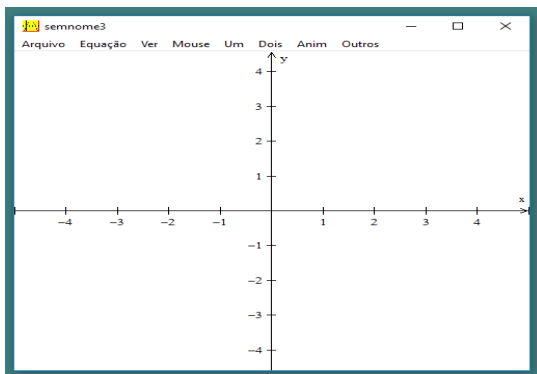 semnome3
Arquivo Equação Ver Mouse Um Dois Anim Outros
y
4
3
2
1
x
−4 −3 −2 −1 1 2 3 4
−1
−2
−3
−4